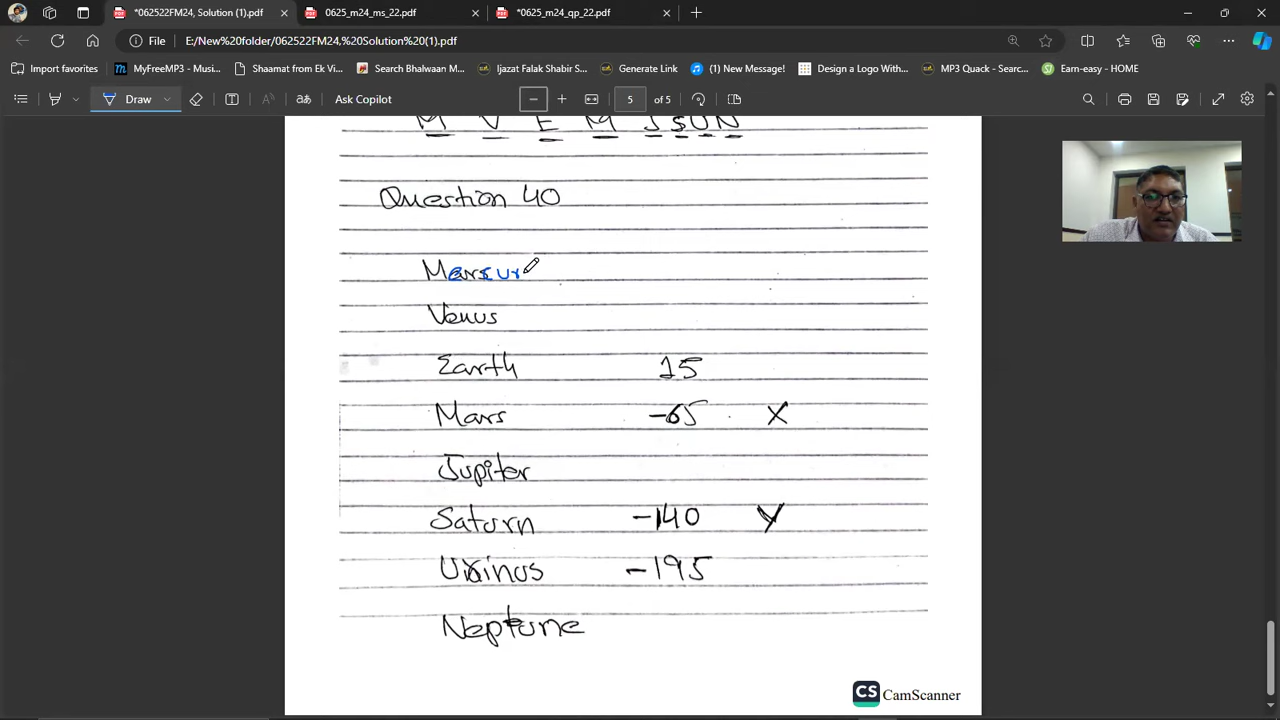 *062522FM24, Solution (1).pdf
0625_m24_ms_22.pdf
*0625_m24_qp_22.pdf
File E:/New%20folder/062522FM24,%20Solution%20(1).pdf
Import favorites MyFreeMP3 - Musi... Shaamat from Ek Vi... Search Bhalwaan M... Ijazat Falak Shabir S... Generate Link (1) New Message! Design a Logo With... MP3 Quack - Searc... Earn-easy - HOME
Draw Ask Copilot 5 of 5
M V E M J S U N
Question 40
Venus
Earth 15
Mars -65 X
Jupiter
Saturn -140 Y
Urinus -195
Neptune
CS CamScanner